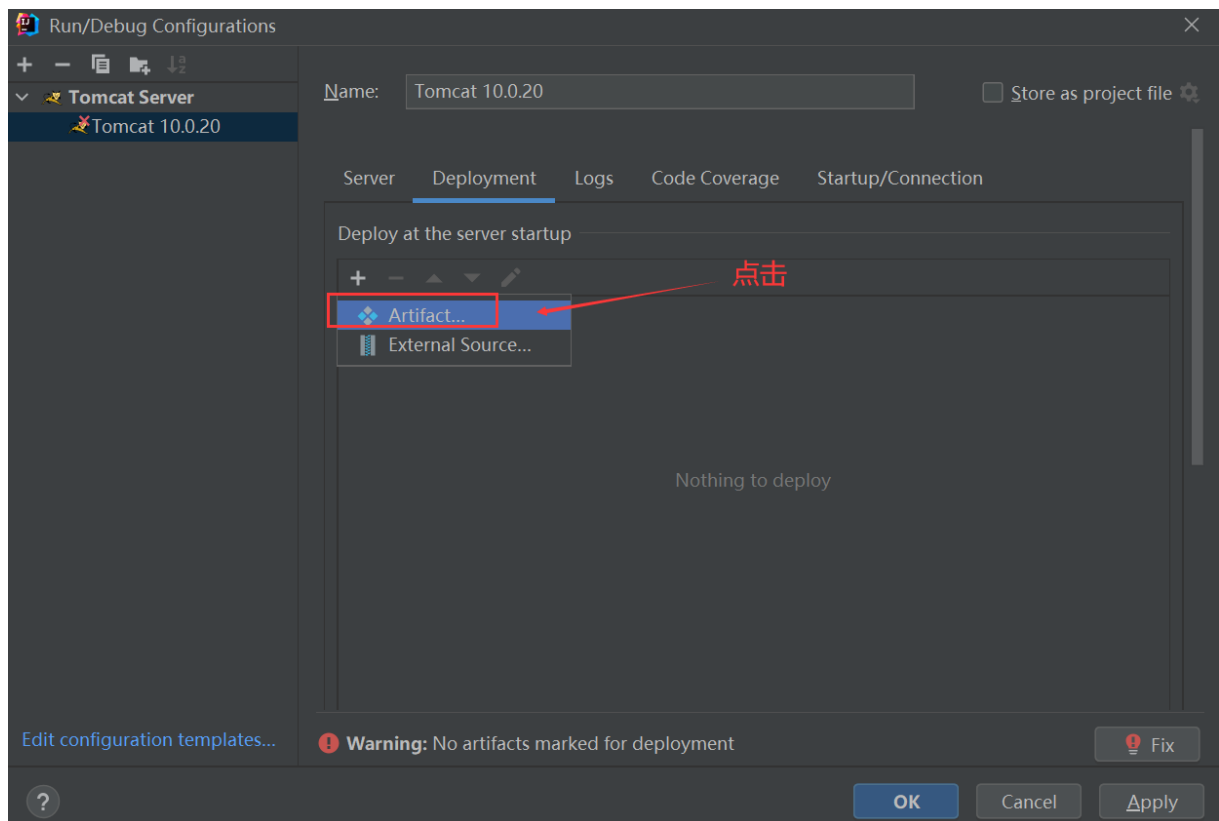 Run/Debug Configurations
Tomcat Server
Tomcat 10.0.20
Name:
Tomcat 10.0.20
Store as project file
Server
Deployment
Logs
Code Coverage
Startup/Connection
Deploy at the server startup
点击
Artifact...
External Source...
Nothing to deploy
Edit configuration templates...
Warning: No artifacts marked for deployment
Fix
?
OK
Cancel
Apply